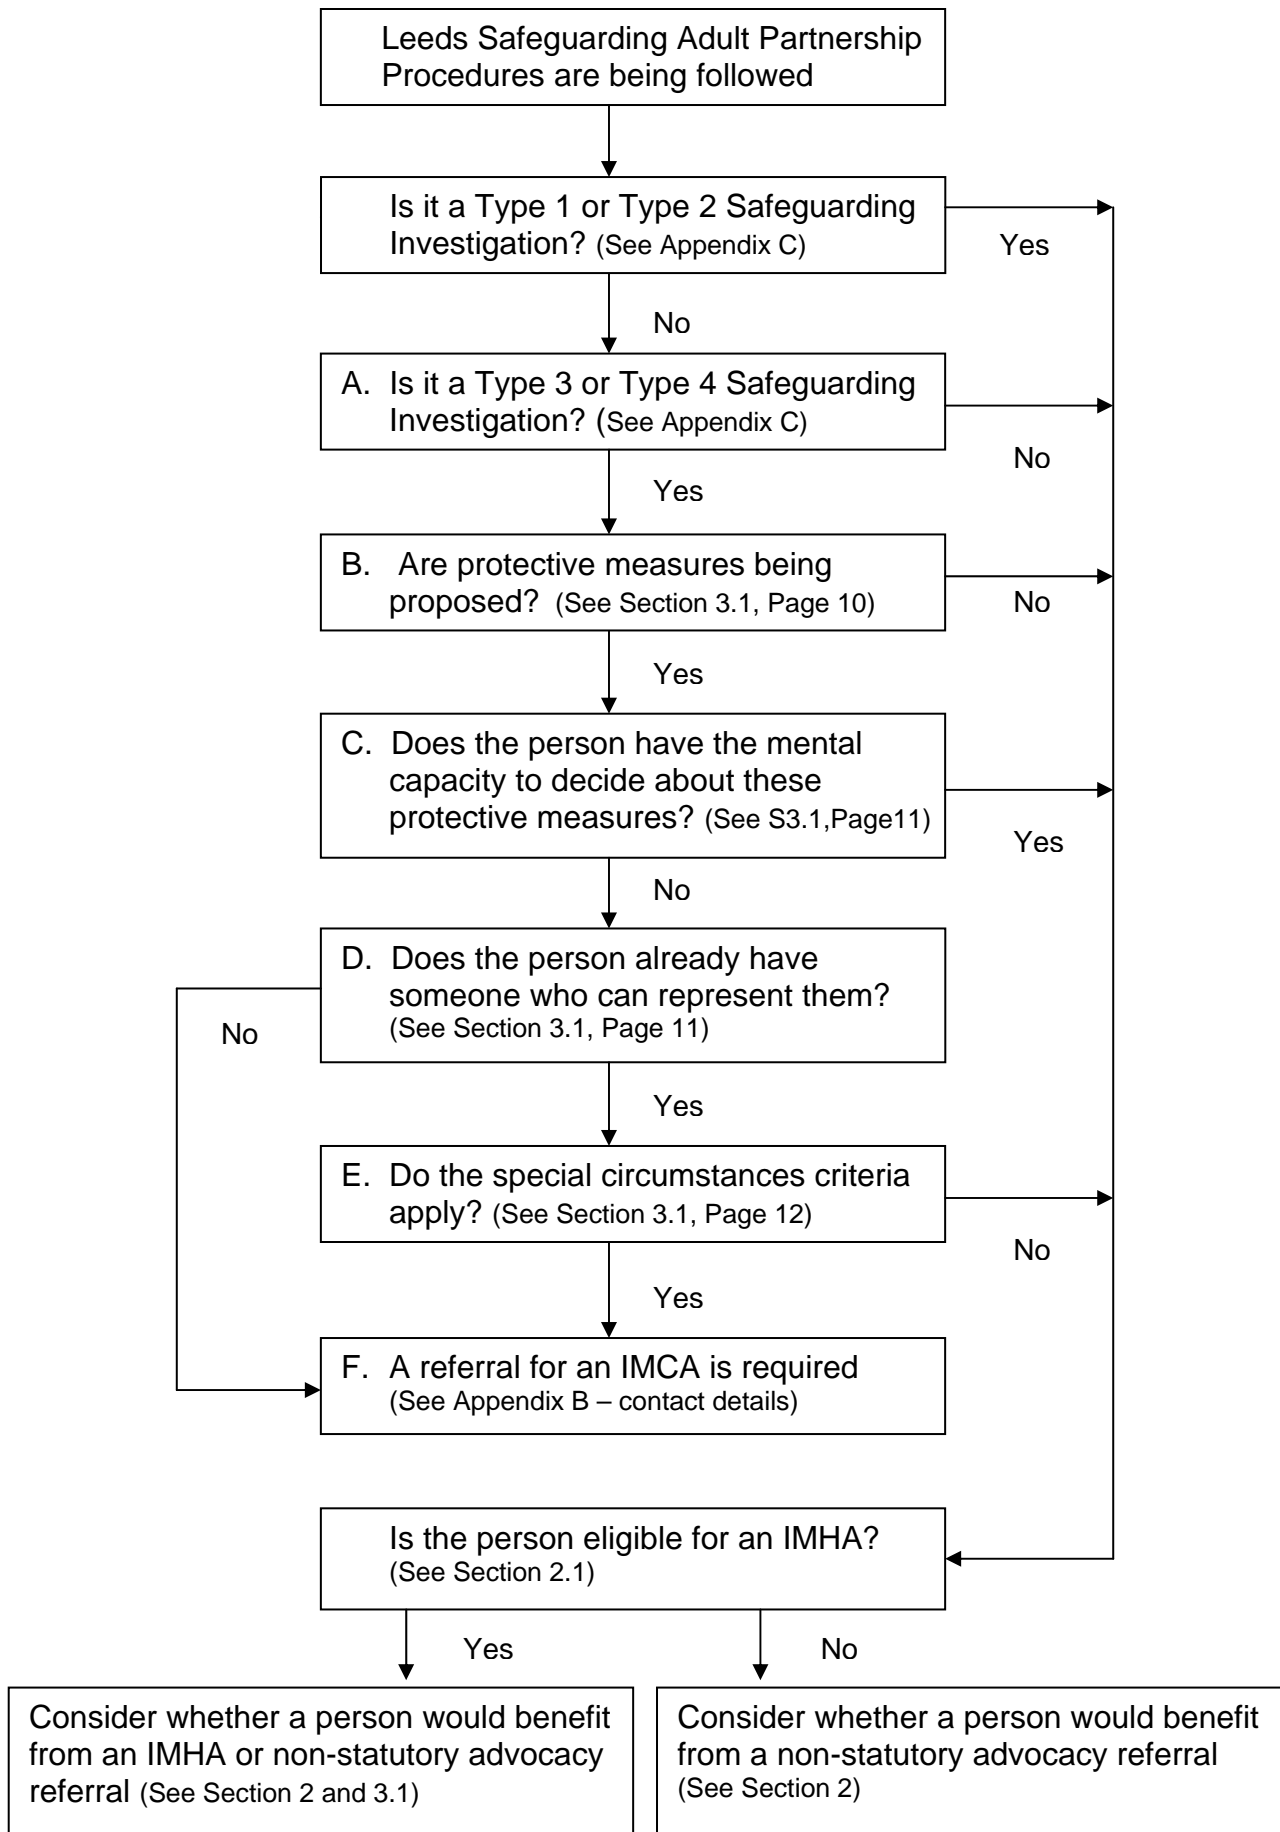 Leeds Safeguarding Adult Partnership
Procedures are being followed
Is it a Type 1 or Type 2 Safeguarding
Investigation? (See Appendix C)
Yes
No
A. Is it a Type 3 or Type 4 Safeguarding
Investigation? (See Appendix C)
No
Yes
B. Are protective measures being
proposed? (See Section 3.1, Page 10)
No
Yes
C. Does the person have the mental
capacity to decide about these
protective measures? (See S3.1,Page11)
Yes
No
D. Does the person already have
someone who can represent them?
(See Section 3.1, Page 11)
No
Yes
E. Do the special circumstances criteria
apply? (See Section 3.1, Page 12)
No
Yes
F. A referral for an IMCA is required
(See Appendix B – contact details)
Is the person eligible for an IMHA?
(See Section 2.1)
Yes
No
Consider whether a person would benefit
from an IMHA or non-statutory advocacy
referral (See Section 2 and 3.1)
Consider whether a person would benefit
from a non-statutory advocacy referral
(See Section 2)